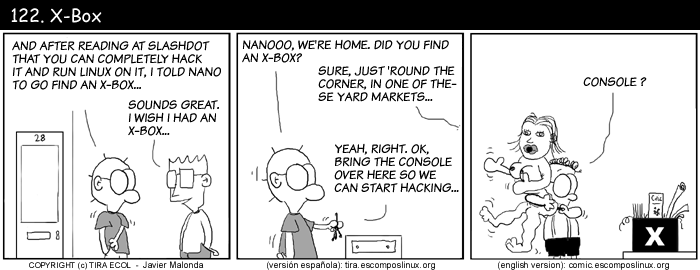 122. X-Box
AND AFTER READING AT SLASHDOT
THAT YOU CAN COMPLETELY HACK
IT AND RUN LINUX ON IT, I TOLD NANO
TO GO FIND AN X-BOX...
SOUNDS GREAT.
I WISH I HAD AN
X-BOX...
28
NANOOO, WE'RE HOME. DID YOU FIND
AN X-BOX?
SURE, JUST 'ROUND THE
CORNER, IN ONE OF THE-
SE YARD MARKETS...
YEAH, RIGHT. OK,
BRING THE CONSOLE
OVER HERE SO WE
CAN START HACKING...
CONSOLE ?
X
COPYRIGHT (c) TIRA ECOL - Javier Malonda
(versión española): tira.escomposlinux.org
(english version): comic.escomposlinux.org